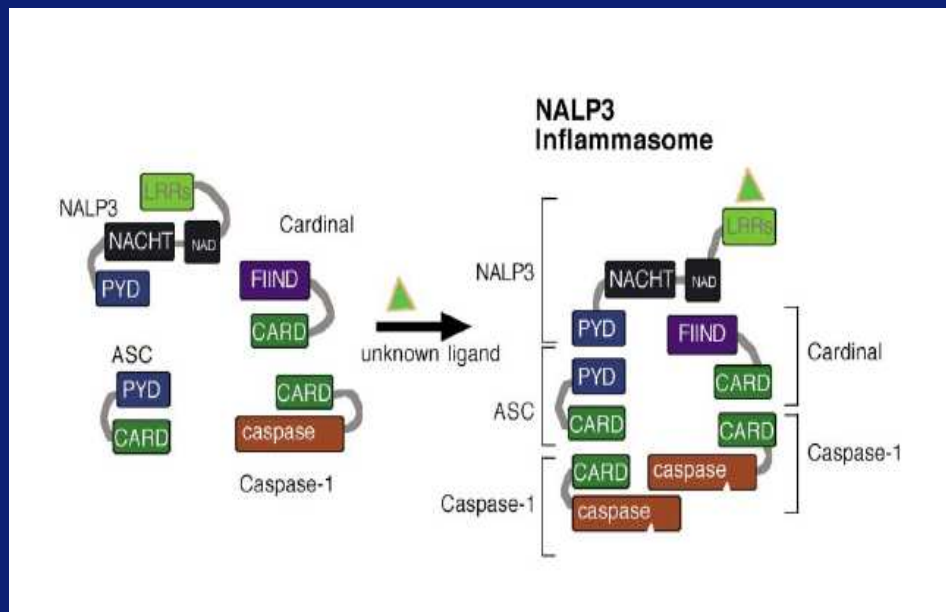 NALP3
Inflammasome
LRRs
NALP3
NACHT
NAD
PYD
Cardinal
FIIND
CARD
ASC
PYD
CARD
CARD
caspase
Caspase-1
unknown ligand
LRRs
NALP3
NACHT
NAD
PYD
FIIND
Cardinal
PYD
CARD
ASC
CARD
CARD
Caspase-1
CARD
caspase
Caspase-1
caspase